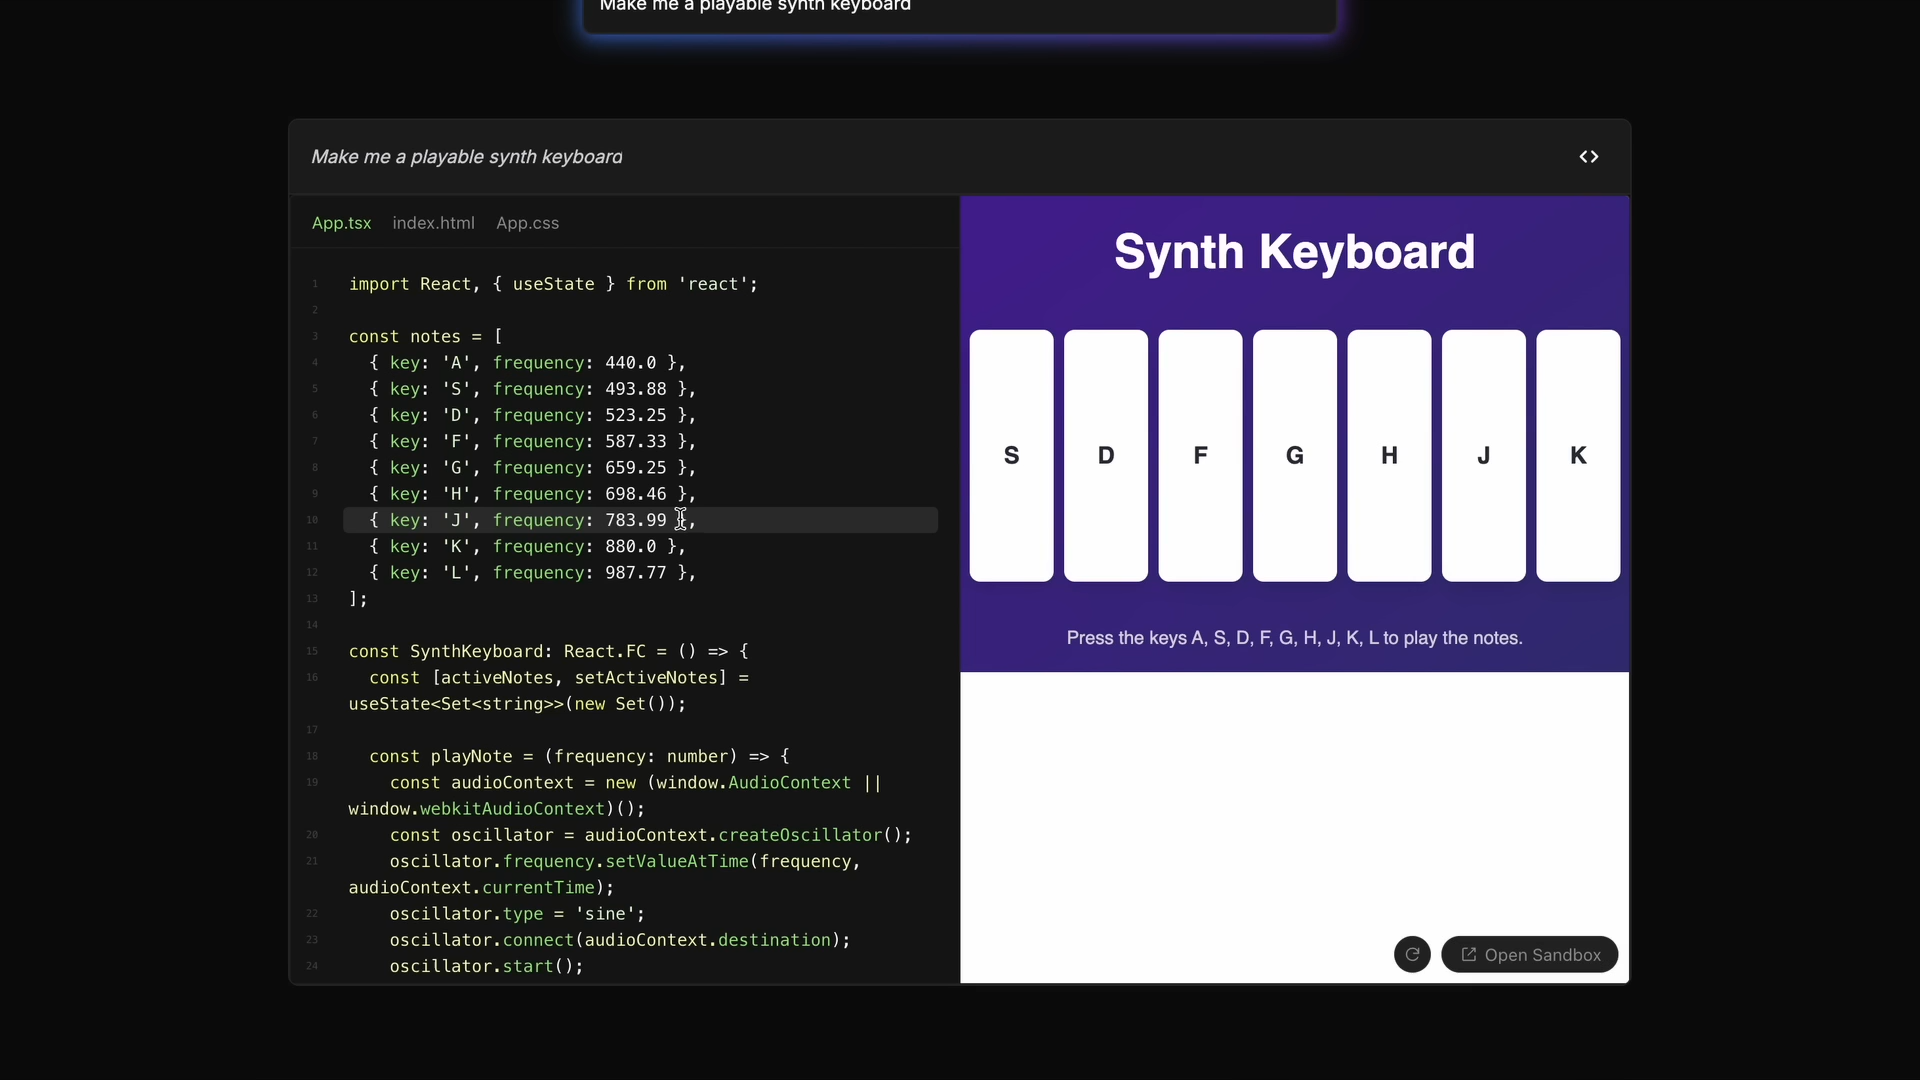 Make me a playable synth keyboard
Make me a playable synth keyboard
App.tsx index.html App.css
1 import React, { useState } from 'react';
2
3 const notes = [
4 { key: 'A', frequency: 440.0 },
5 { key: 'S', frequency: 493.88 },
6 { key: 'D', frequency: 523.25 },
7 { key: 'F', frequency: 587.33 },
8 { key: 'G', frequency: 659.25 },
9 { key: 'H', frequency: 698.46 },
10 { key: 'J', frequency: 783.99 },
11 { key: 'K', frequency: 880.0 },
12 { key: 'L', frequency: 987.77 },
13 ];
14
15 const SynthKeyboard: React.FC = () => {
16 const [activeNotes, setActiveNotes] =
useState<Set<string>>(new Set());
17
18 const playNote = (frequency: number) => {
19 const audioContext = new (window.AudioContext ||
window.webkitAudioContext)();
20 const oscillator = audioContext.createOscillator();
21 oscillator.frequency.setValueAtTime(frequency,
audioContext.currentTime);
22 oscillator.type = 'sine';
23 oscillator.connect(audioContext.destination);
24 oscillator.start();
Synth Keyboard
S D F G H J K
Press the keys A, S, D, F, G, H, J, K, L to play the notes.
Open Sandbox